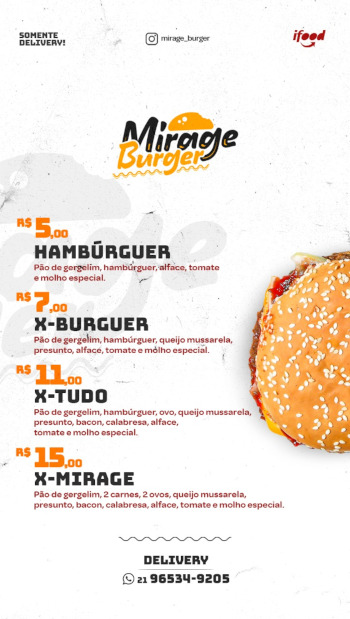 SOMENTE
DELIVERY!
mirage_burger
ifood
Mirage
Burger
R$ 5,00
HAMBÚRGUER
Pão de gergelim, hambúrguer, alface, tomate
e molho especial.
R$ 7,00
X-BURGUER
Pão de gergelim, hambúrguer, queijo mussarela,
presunto, alface, tomate e molho especial.
R$ 11,00
X-TUDO
Pão de gergelim, hambúrguer, ovo, queijo mussarela,
presunto, bacon, calabresa, alface,
tomate e molho especial.
R$ 15,00
X-MIRAGE
Pão de gergelim, 2 carnes, 2 ovos, queijo mussarela,
presunto, bacon, calabresa, alface, tomate e molho especial.
DELIVERY
21 96534-9205